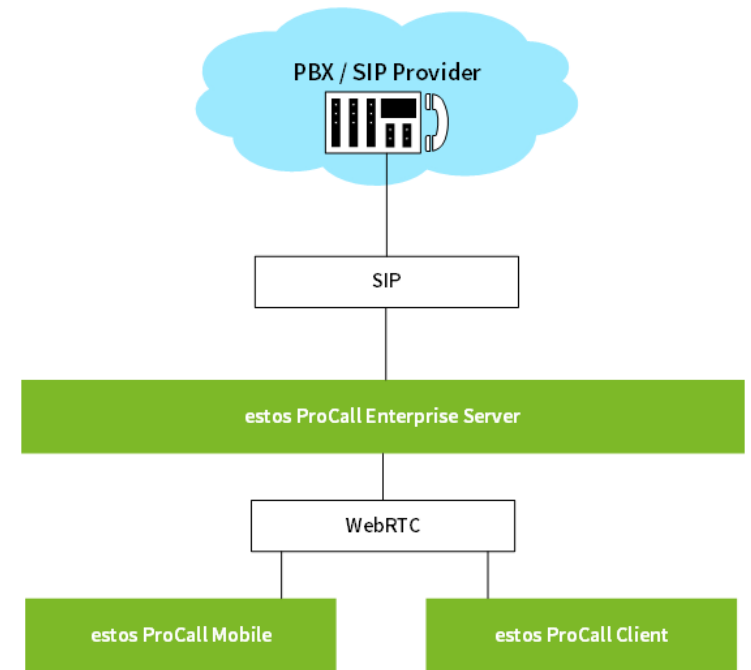 PBX / SIP Provider
SIP
estos ProCall Enterprise Server
WebRTC
estos ProCall Mobile
estos ProCall Client